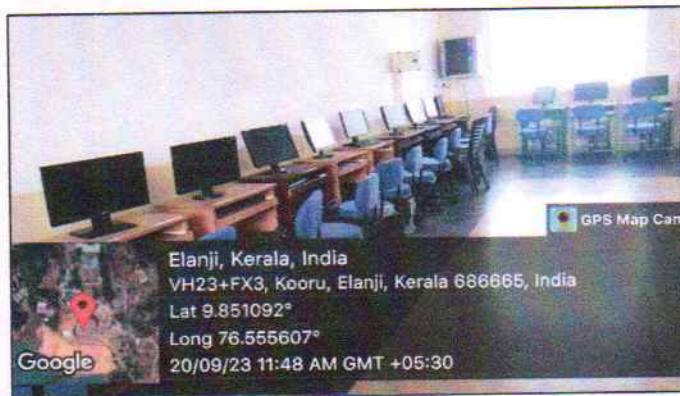 GPS Map Cam
Elanji, Kerala, India
VH23+FX3, Kooru, Elanji, Kerala 686665, India
Lat 9.851092°
Long 76.555607°
20/09/23 11:48 AM GMT +05:30
Google